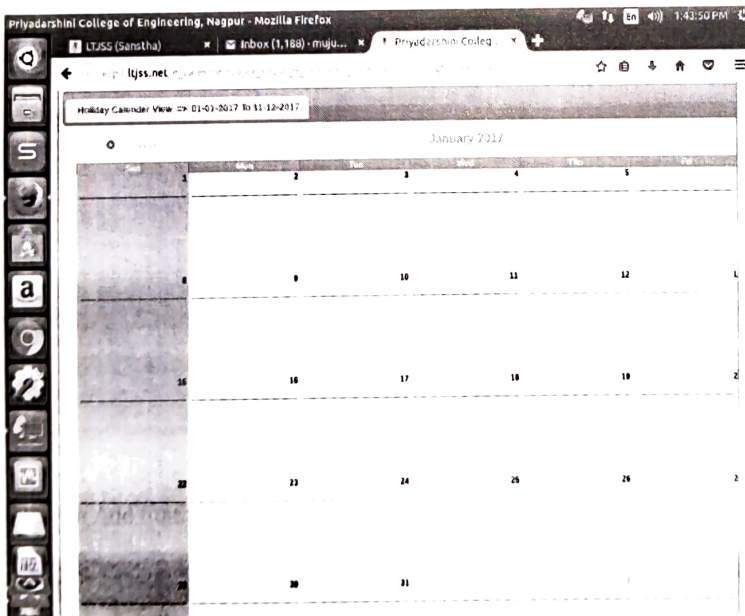 Priyadarshini College of Engineering, Nagpur - Mozilla Firefox
En 1:43:50 PM
LTJSS (Sanstha) × Inbox (1,188) - muju... × Priyadarshini Colleg... ×
ltjss.net
Holiday Calender View => 01-01-2017 To 31-12-2017
January 2017
Sun Mon Tue Wed Thu Fri
1 2 3 4 5
8 9 10 11 12
15 16 17 18 19
22 23 24 25 26
29 30 31